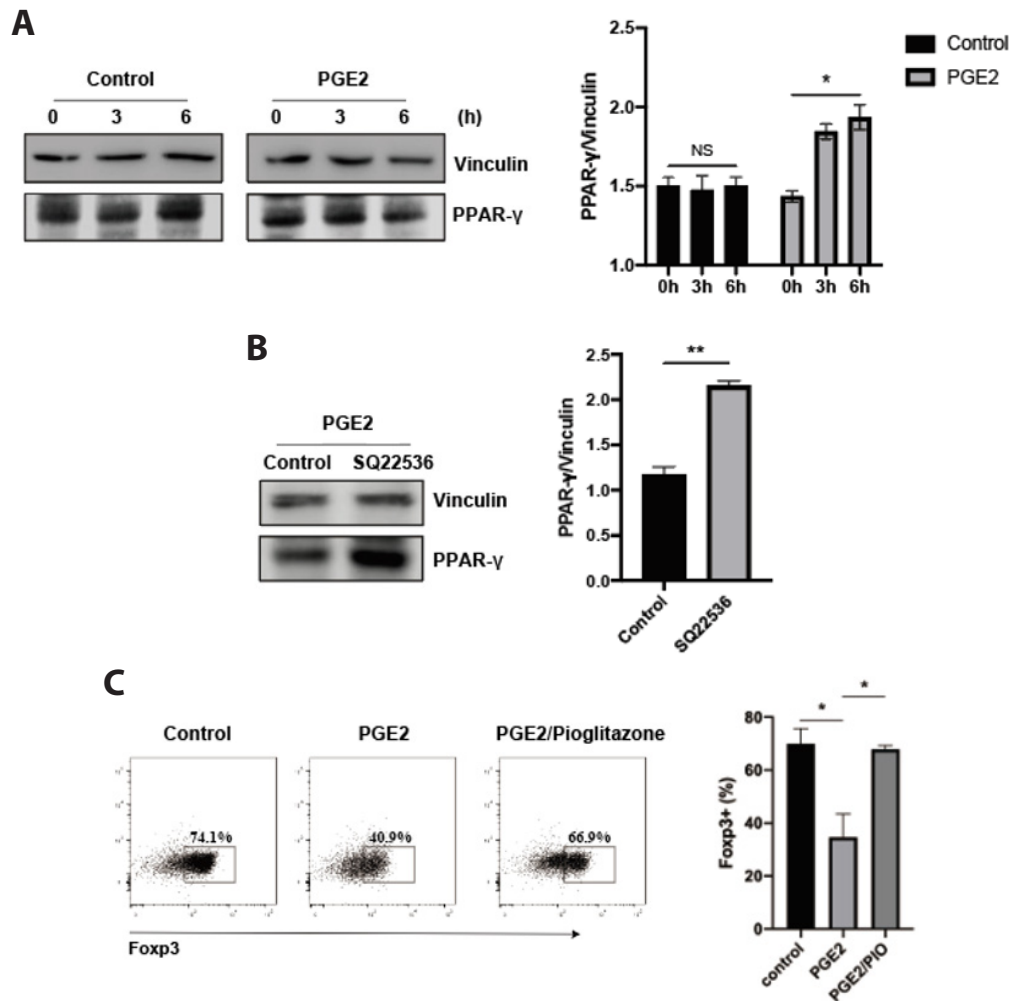 A
Control
0 3 6
PGE2
0 3 6 (h)
Vinculin
PPAR-γ
PPAR-γ/Vinculin
2.5
2.0
1.5
1.0
NS
*
0h 3h 6h 0h 3h 6h
Control
PGE2
B
PGE2
Control SQ22536
Vinculin
PPAR-γ
PPAR-γ/Vinculin
2.5
2.0
1.5
1.0
0.5
0.0
**
Control
SQ22536
C
Control
74.1%
PGE2
40.9%
PGE2/Pioglitazone
66.9%
Foxp3
Foxp3+ (%)
80
60
40
20
0
*
*
control
PGE2
PGE2/PIO